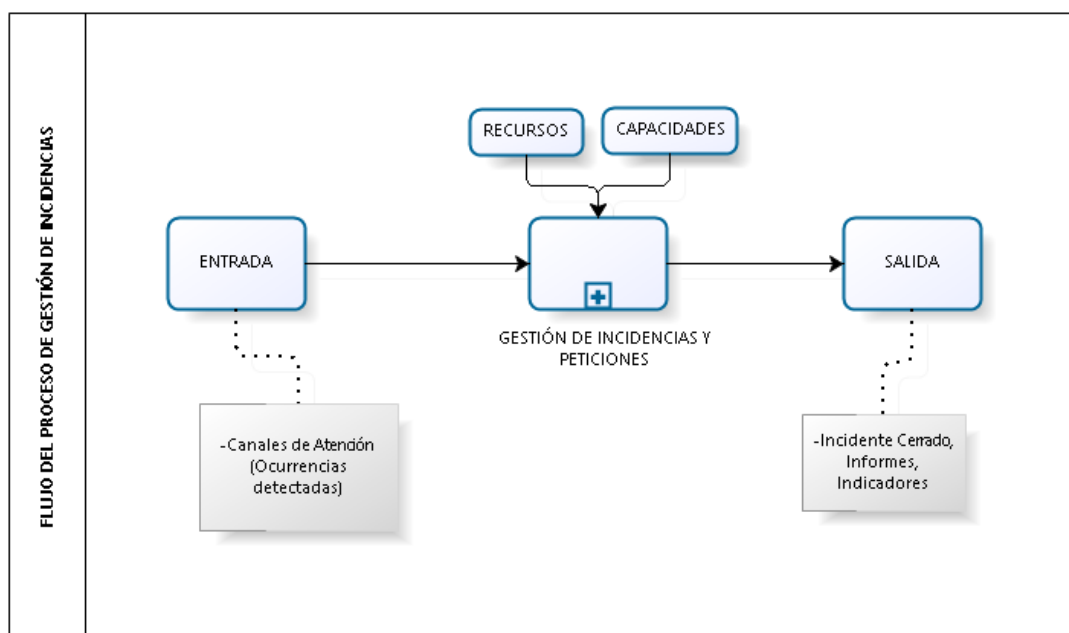 FLUJO DEL PROCESO DE GESTIÓN DE INCIDENCIAS
RECURSOS
CAPACIDADES
ENTRADA
SALIDA
GESTIÓN DE INCIDENCIAS Y
PETICIONES
-Canales de Atención
(Ocurrencias
detectadas)
-Incidente Cerrado,
Informes,
Indicadores